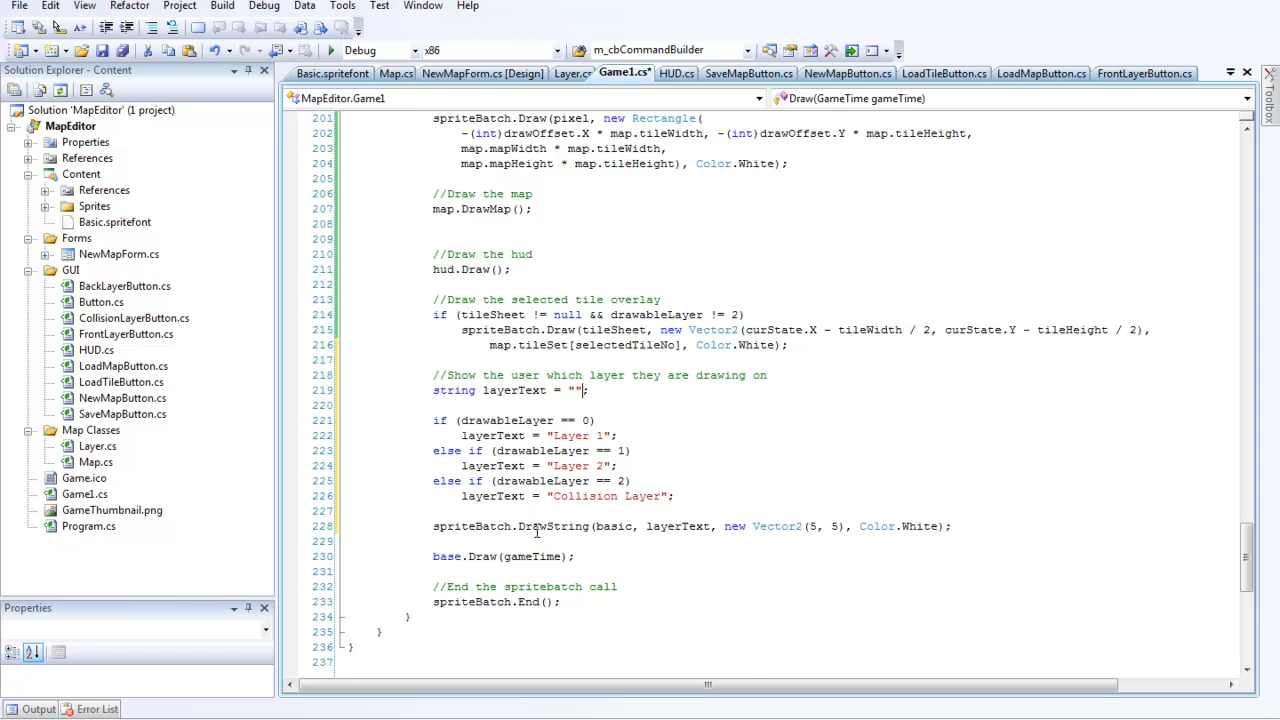 File Edit View Refactor Project Build Debug Data Tools Test Window Help
Debug x86 m_cbCommandBuilder
Solution Explorer - Content
Basic.spritefont Map.cs NewMapForm.cs [Design] Layer.cs Game1.cs* HUD.cs SaveMapButton.cs NewMapButton.cs LoadTileButton.cs LoadMapButton.cs FrontLayerButton.cs
MapEditor.Game1 Draw(GameTime gameTime)
Toolbox
Solution 'MapEditor' (1 project)
MapEditor
Properties
References
Content
References
Sprites
Basic.spritefont
Forms
NewMapForm.cs
GUI
BackLayerButton.cs
Button.cs
CollisionLayerButton.cs
FrontLayerButton.cs
HUD.cs
LoadMapButton.cs
LoadTileButton.cs
NewMapButton.cs
SaveMapButton.cs
Map Classes
Layer.cs
Map.cs
Game.ico
Game1.cs
GameThumbnail.png
Program.cs
Properties
201 spriteBatch.Draw(pixel, new Rectangle(
202 -(int)drawOffset.X * map.tileWidth, -(int)drawOffset.Y * map.tileHeight,
203 map.mapWidth * map.tileWidth,
204 map.mapHeight * map.tileHeight), Color.White);
205
206 //Draw the map
207 map.DrawMap();
208
209
210 //Draw the hud
211 hud.Draw();
212
213 //Draw the selected tile overlay
214 if (tileSheet != null && drawableLayer != 2)
215 spriteBatch.Draw(tileSheet, new Vector2(curState.X - tileWidth / 2, curState.Y - tileHeight / 2),
216 map.tileSet[selectedTileNo], Color.White);
217
218 //Show the user which layer they are drawing on
219 string layerText = "";
220
221 if (drawableLayer == 0)
222 layerText = "Layer 1";
223 else if (drawableLayer == 1)
224 layerText = "Layer 2";
225 else if (drawableLayer == 2)
226 layerText = "Collision Layer";
227
228 spriteBatch.DrawString(basic, layerText, new Vector2(5, 5), Color.White);
229
230 base.Draw(gameTime);
231
232 //End the spritebatch call
233 spriteBatch.End();
234 }
235 }
236 }
237
Output Error List